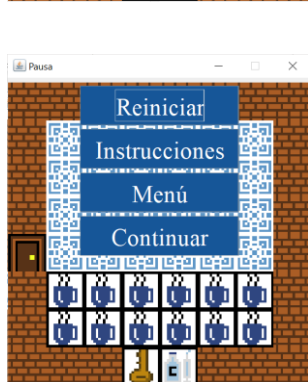 Pausa
Reiniciar
Instrucciones
Menú
Continuar